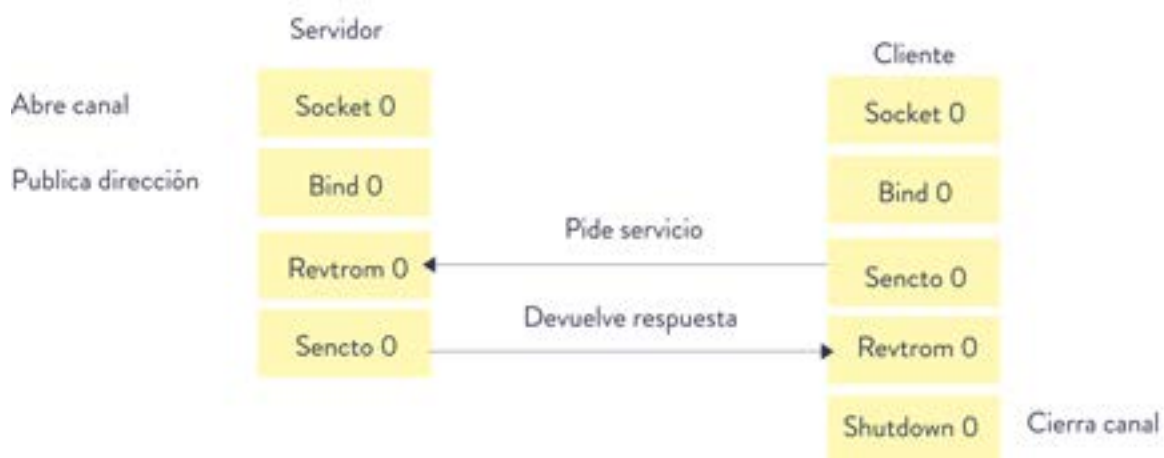 Servidor
Cliente
Abre canal
Socket 0
Socket 0
Publica dirección
Bind 0
Bind 0
Pide servicio
Revtrom 0
Sencto 0
Devuelve respuesta
Sencto 0
Revtrom 0
Shutdown 0
Cierra canal